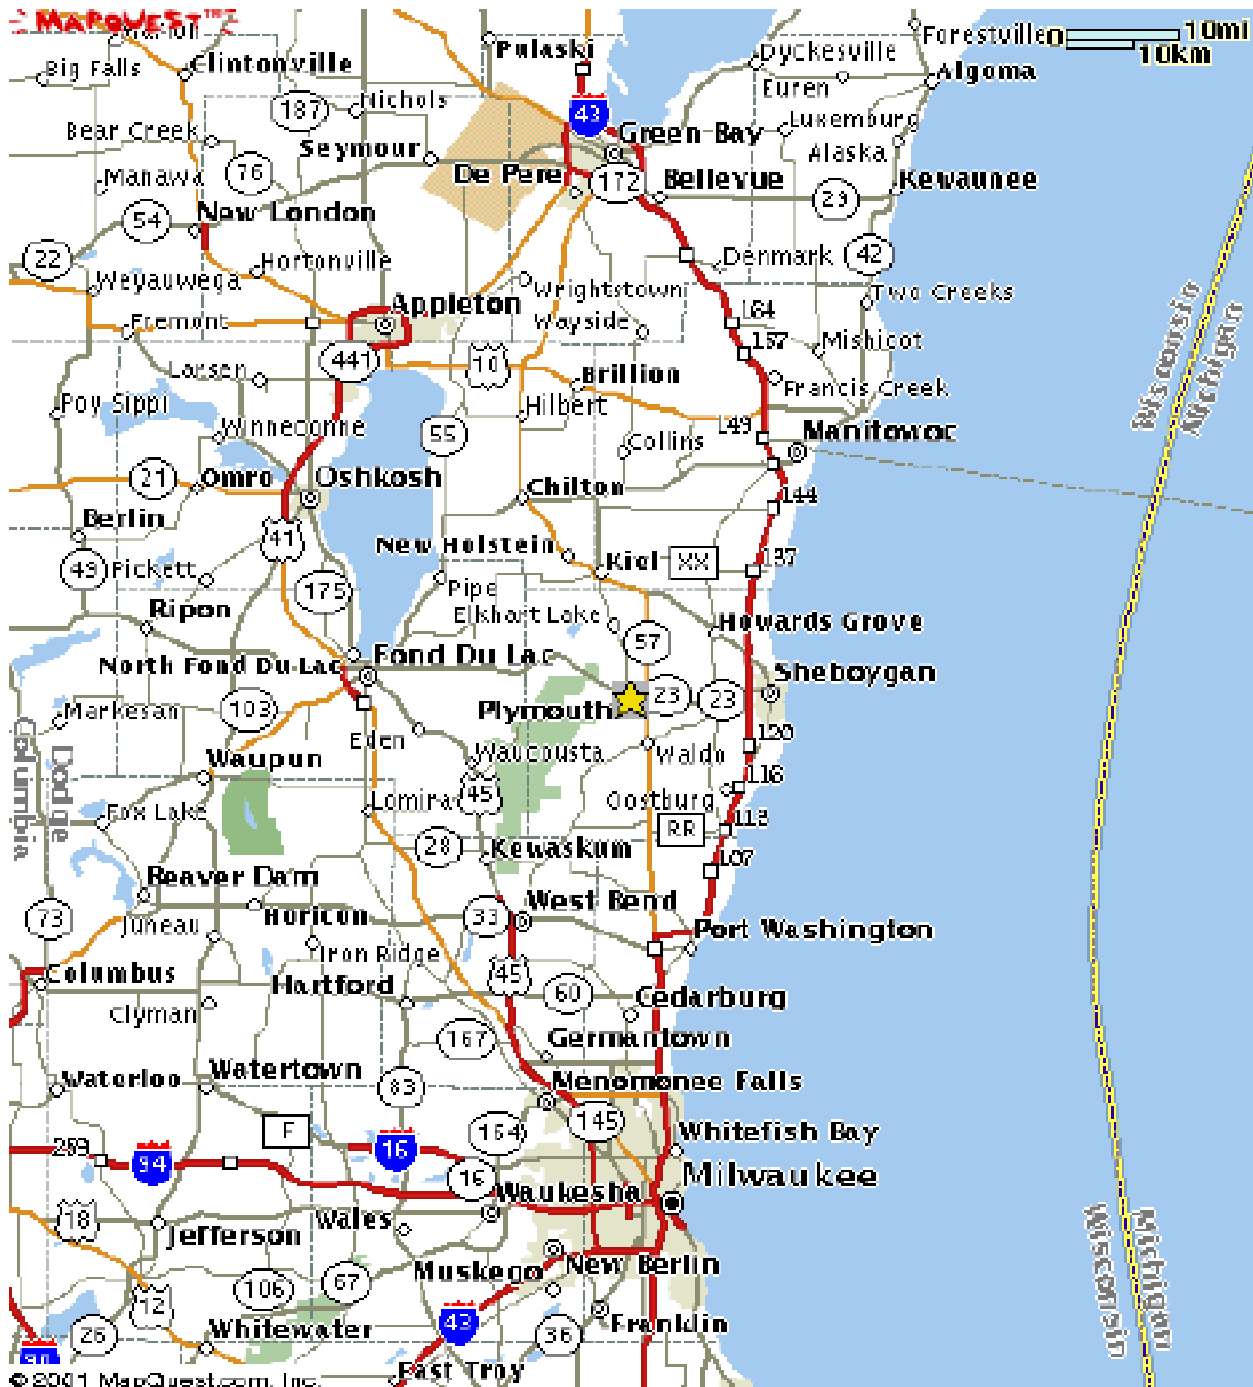 MAPQUEST
Marion
Pulaski
Forestville
0
10mi
10km
Big Falls
Clintonville
Dyckesville
Algoma
Euren
187
Nichols
43
Green Bay
Luxemburg
Bear Creek
Seymour
Alaska
Manawa
76
De Pere
172
Bellevue
29
Kewaunee
54
New London
22
Hortonville
Denmark
42
Weyauwega
Wrightstown
Two Creeks
Appleton
164
Fremont
Wayside
Mishicot
157
441
10
Wisconsin
Michigan
Larsen
Brillion
Francis Creek
Poy Sippi
Hilbert
Winneconne
55
Collins
149
Manitowoc
21
Omro
Oshkosh
Chilton
144
Berlin
41
New Holstein
Kiel
XX
137
49
Pickett
175
Pipe
Ripon
Elkhart Lake
Howards Grove
57
North Fond Du Lac
Fond Du Lac
Sheboygan
103
Plymouth
23
23
Markesan
Columbia
Dodge
Eden
120
Waupun
Waucousta
Waldo
116
Fox Lake
Lomira
45
Oostburg
113
RR
28
Kewaskum
107
Beaver Dam
73
Horicon
33
West Bend
Juneau
Port Washington
Iron Ridge
Columbus
Hartford
45
60
Cedarburg
Clyman
167
Germantown
Waterloo
Watertown
83
Menomonee Falls
F
164
145
Whitefish Bay
259
94
16
16
Waukesha
Milwaukee
18
Jefferson
Wales
Wisconsin
Michigan
Muskego
New Berlin
12
106
67
26
Whitewater
43
36
Franklin
East Troy
© 2001 MapQuest.com, Inc.